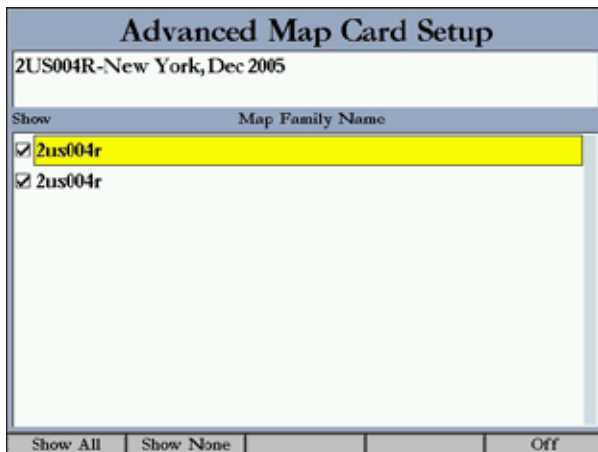 Advanced Map Card Setup
2US004R-New York, Dec 2005
Show Map Family Name
2us004r
2us004r
Show All Show None Off